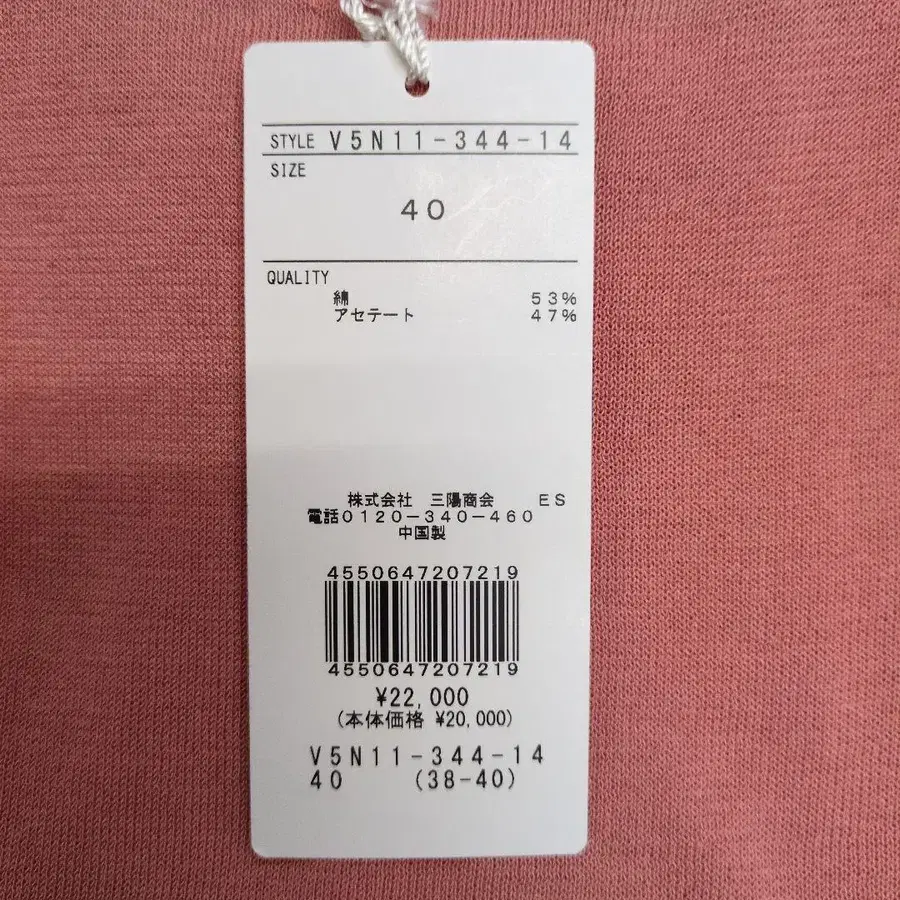 STYLE V5N11-344-14
SIZE
40
QUALITY
綿 53%
アセテート 47%
株式会社 三陽商会 ES
電話0120-340-460
中国製
4550647207219
4550647207219
¥22,000
(本体価格 ¥20,000)
V5N11-344-14
40 (38-40)